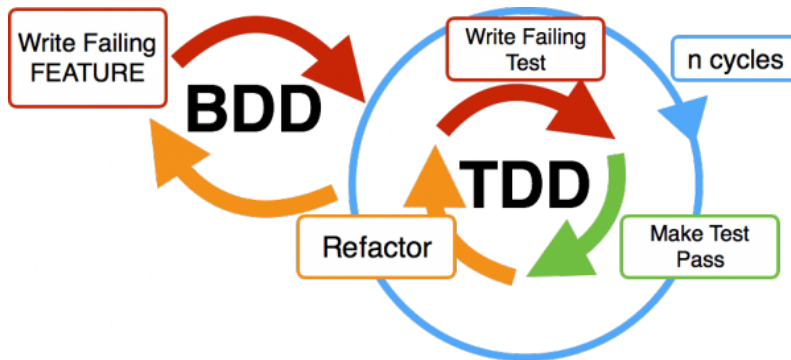 Write Failing
FEATURE
BDD
Write Failing
Test
n cycles
TDD
Refactor
Make Test
Pass